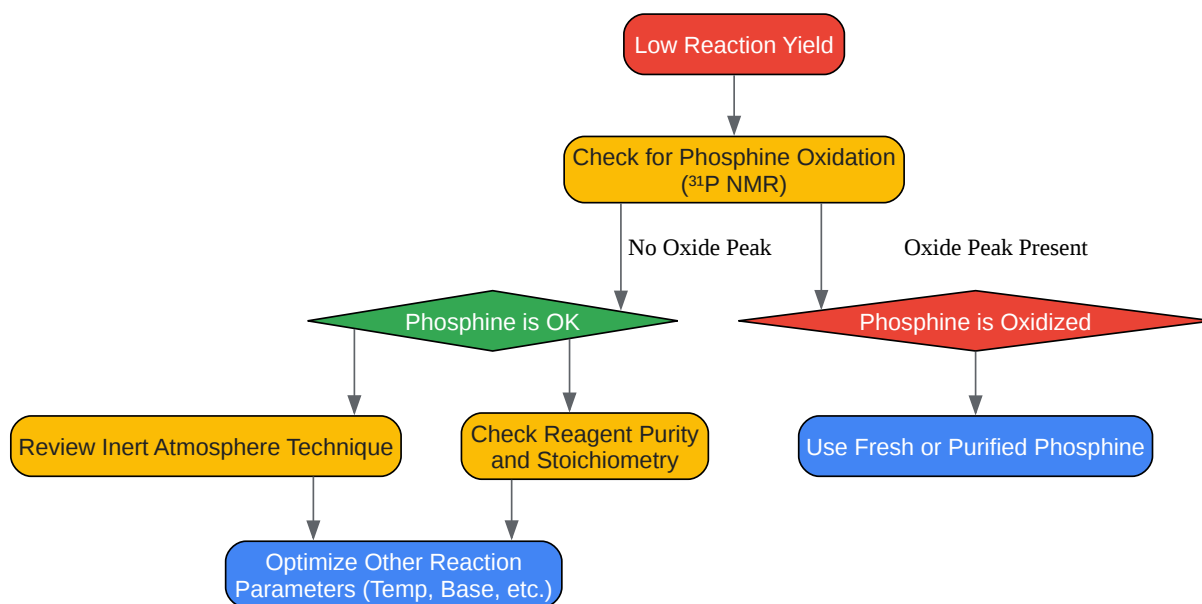 Low Reaction Yield
Check for Phosphine Oxidation
(³¹P NMR)
No Oxide Peak
Oxide Peak Present
Phosphine is OK
Phosphine is Oxidized
Review Inert Atmosphere Technique
Check Reagent Purity
and Stoichiometry
Use Fresh or Purified Phosphine
Optimize Other Reaction
Parameters (Temp, Base, etc.)